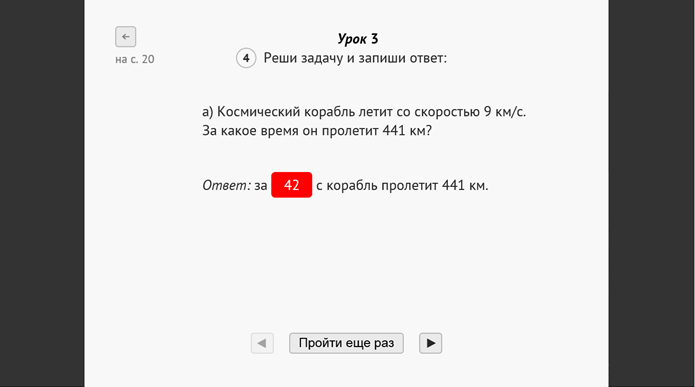 ←
Урок 3
на с. 20
4 Реши задачу и запиши ответ:
а) Космический корабль летит со скоростью 9 км/с.
За какое время он пролетит 441 км?
Ответ: за 42 с корабль пролетит 441 км.
◀ Пройти еще раз ▶